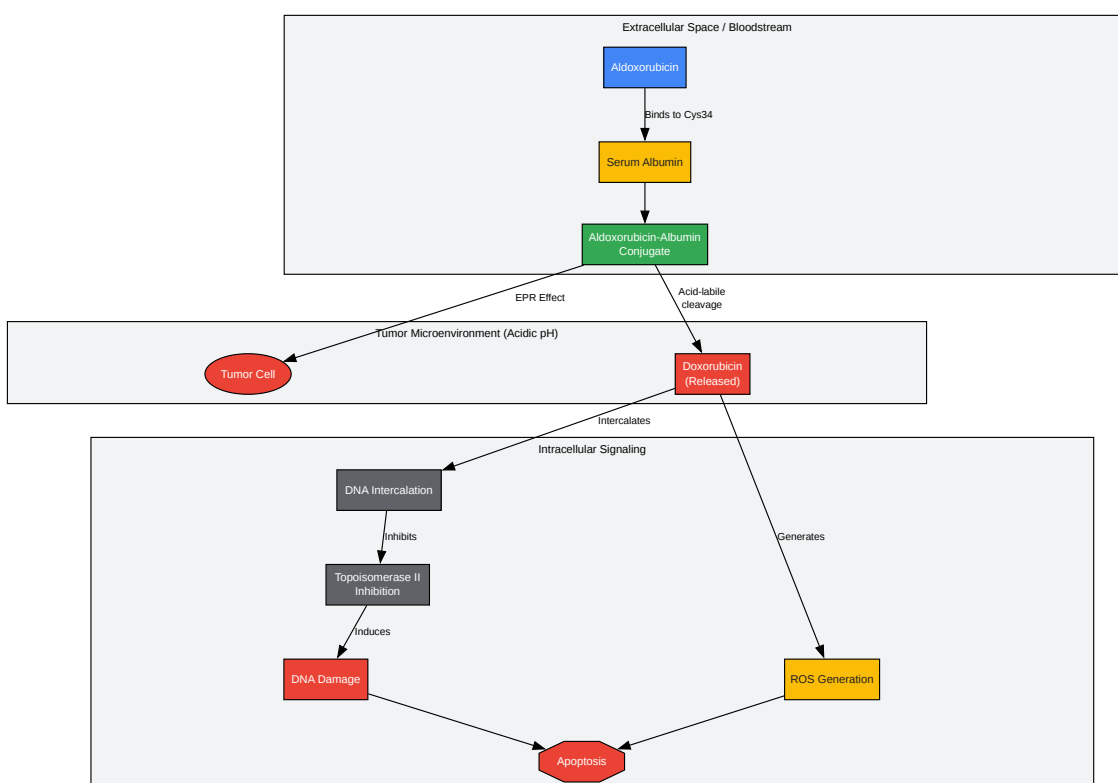 Extracellular Space / Bloodstream
Aldoxorubicin
Binds to Cys34
Serum Albumin
Aldoxorubicin-Albumin
Conjugate
EPR Effect
Acid-labile
cleavage
Tumor Microenvironment (Acidic pH)
Tumor Cell
Doxorubicin
(Released)
Intercalates
Intracellular Signaling
DNA Intercalation
Inhibits
Generates
Topoisomerase II
Inhibition
Induces
DNA Damage
ROS Generation
Apoptosis